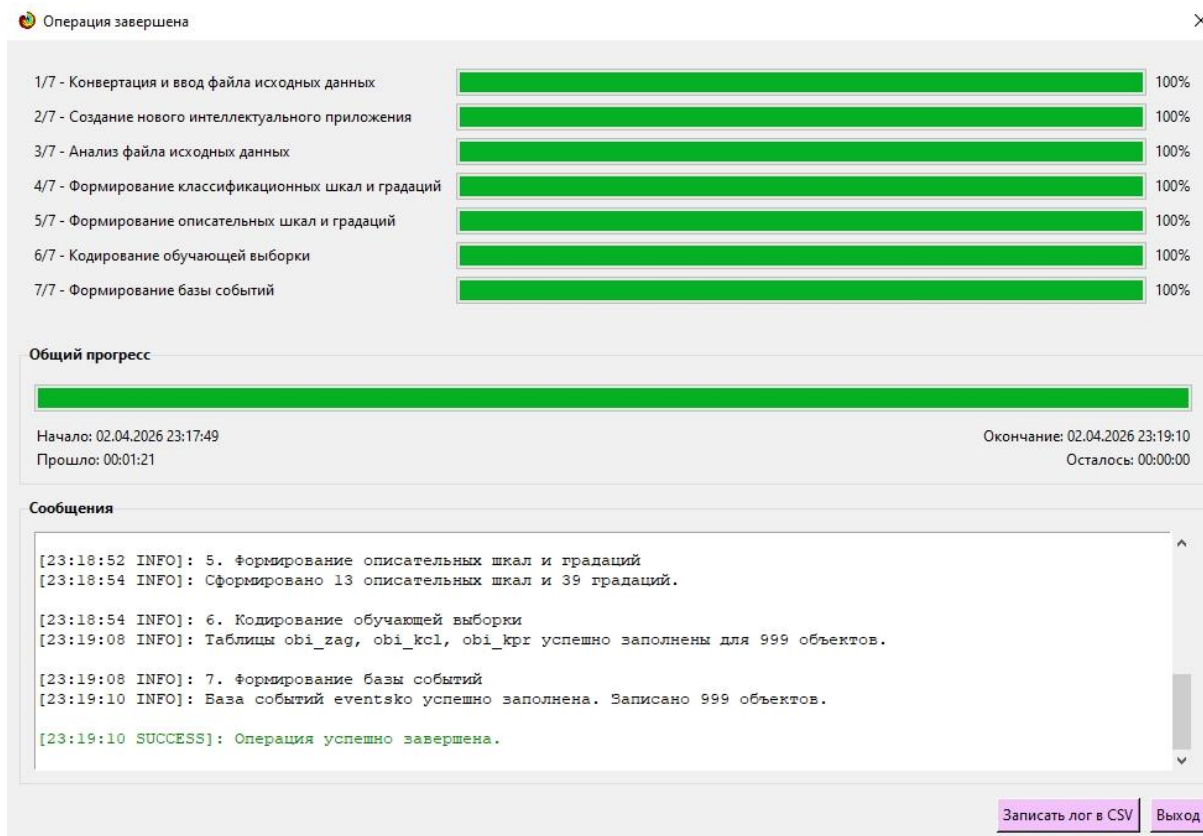 Операция завершена
1/7 - Конвертация и ввод файла исходных данных 100%
2/7 - Создание нового интеллектуального приложения 100%
3/7 - Анализ файла исходных данных 100%
4/7 - Формирование классификационных шкал и градаций 100%
5/7 - Формирование описательных шкал и градаций 100%
6/7 - Кодирование обучающей выборки 100%
7/7 - Формирование базы событий 100%
Общий прогресс
Начало: 02.04.2026 23:17:49 Окончание: 02.04.2026 23:19:10
Прошло: 00:01:21 Осталось: 00:00:00
Сообщения
[23:18:52 INFO]: 5. Формирование описательных шкал и градаций
[23:18:54 INFO]: Сформировано 13 описательных шкал и 39 градаций.
[23:18:54 INFO]: 6. Кодирование обучающей выборки
[23:19:08 INFO]: Таблицы obi_zag, obi_kcl, obi_kpr успешно заполнены для 999 объектов.
[23:19:08 INFO]: 7. Формирование базы событий
[23:19:10 INFO]: База событий eventsko успешно заполнена. Записано 999 объектов.
[23:19:10 SUCCESS]: Операция успешно завершена.
Записать лог в CSV Выход